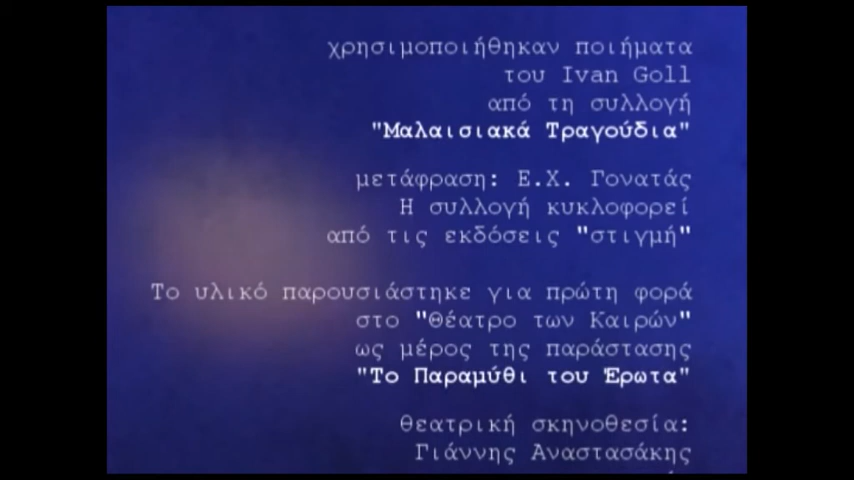 χρησιμοποιήθηκαν ποιήματα
του Ivan Goll
από τη συλλογή
"Μαλαισιακά Τραγούδια"
μετάφραση: Ε.Χ. Γονατάς
Η συλλογή κυκλοφορεί
από τις εκδόσεις "στιγμή"
Το υλικό παρουσιάστηκε για πρώτη φορά
στο "Θέατρο των Καιρών"
ως μέρος της παράστασης
"Το Παραμύθι του Έρωτα"
θεατρική σκηνοθεσία:
Γιάννης Αναστασάκης